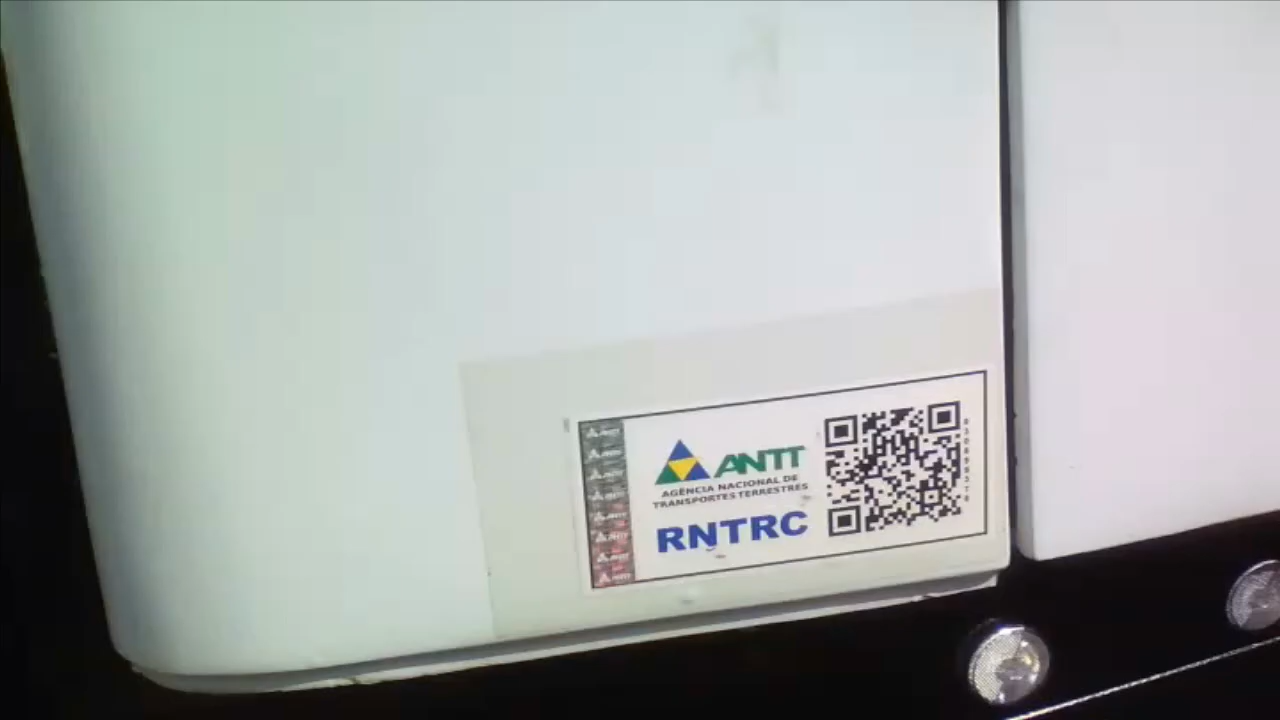 ANTT
AGÊNCIA NACIONAL DE
TRANSPORTES TERRESTRES
RNTRC